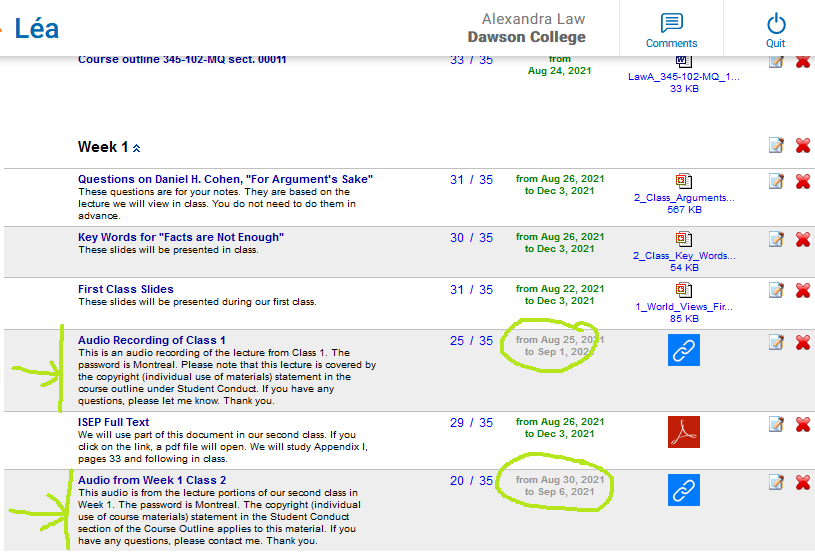 Léa
Alexandra Law
Dawson College
Comments
Quit
Course outline 345-102-MQ sect. 00011
33 / 35
from
Aug 24, 2021
LawA_345-102-MQ_1...
33 KB
Week 1
Questions on Daniel H. Cohen, "For Argument's Sake"
These questions are for your notes. They are based on the
lecture we will view in class. You do not need to do them in
advance.
31 / 35
from Aug 26, 2021
to Dec 3, 2021
2_Class_Arguments...
567 KB
Key Words for "Facts are Not Enough"
These slides will be presented in class.
30 / 35
from Aug 26, 2021
to Dec 3, 2021
2_Class_Key_Words...
54 KB
First Class Slides
These slides will be presented during our first class.
31 / 35
from Aug 22, 2021
to Dec 3, 2021
1_World_Views_Fir...
85 KB
Audio Recording of Class 1
This is an audio recording of the lecture from Class 1. The
password is Montreal. Please note that this lecture is covered by
the copyright (individual use of materials) statement in the
course outline under Student Conduct. If you have any
questions, please let me know. Thank you.
25 / 35
from Aug 25, 2021
to Sep 1, 2021
ISEP Full Text
We will use part of this document in our second class. If you
click on the link, a pdf file will open. We will study Appendix I,
pages 33 and following in class.
29 / 35
from Aug 26, 2021
to Dec 3, 2021
Audio from Week 1 Class 2
This audio is from the lecture portions of our second class in
Week 1. The password is Montreal. The copyright (individual
use of course materials) statement in the Student Conduct
section of the Course Outline applies to this material. If you
have any questions, please contact me. Thank you.
20 / 35
from Aug 30, 2021
to Sep 6, 2021